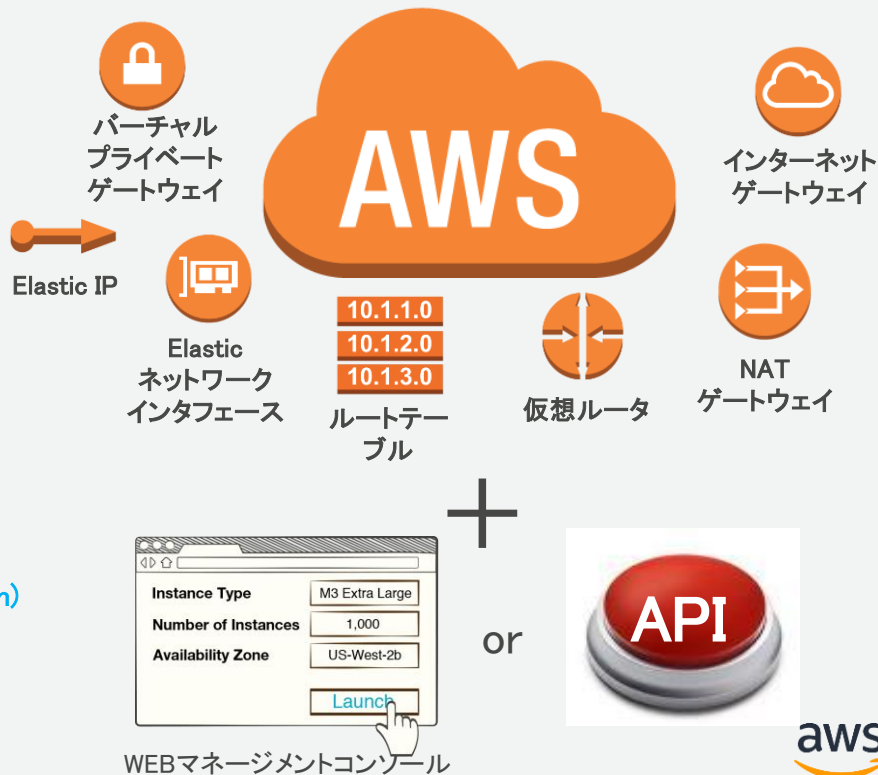 バーチャル
プライベート
ゲートウェイ
AWS
インターネット
ゲートウェイ
Elastic IP
Elastic
ネットワーク
インタフェース
10.1.1.0
10.1.2.0
10.1.3.0
ルートテー
ブル
仮想ルータ
NAT
ゲートウェイ
+
n)
Instance Type
M3 Extra Large
Number of Instances
1,000
Availability Zone
US-West-2b
Launch
WEBマネージメントコンソール
or
API
aws